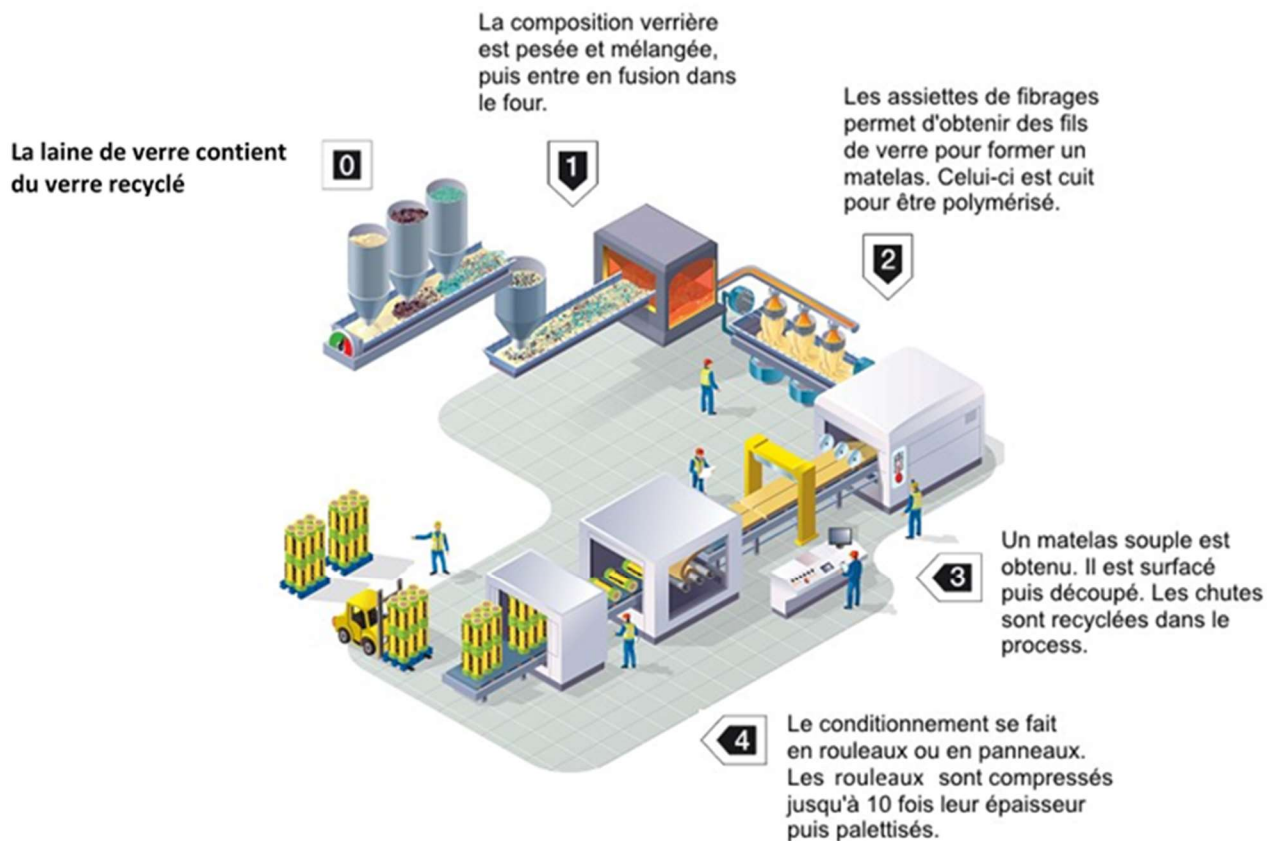 La laine de verre contient
du verre recyclé
0
1
La composition verrière
est pesée et mélangée,
puis entre en fusion dans
le four.
2
Les assiettes de fibrages
permet d'obtenir des fils
de verre pour former un
matelas. Celui-ci est cuit
pour être polymérisé.
3
Un matelas souple est
obtenu. Il est surfacé
puis découpé. Les chutes
sont recyclées dans le
process.
4
Le conditionnement se fait
en rouleaux ou en panneaux.
Les rouleaux sont compressés
jusqu'à 10 fois leur épaisseur
puis palettisés.